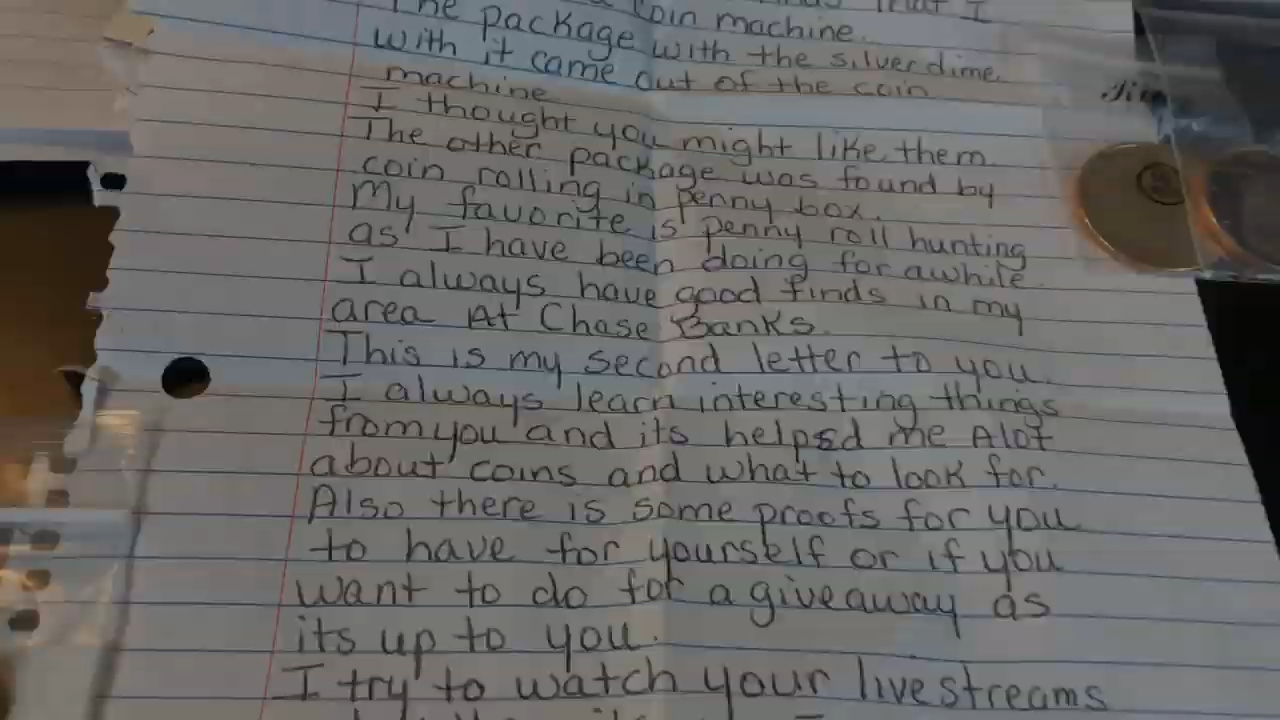 that I
The package coin machine.
with it came with the silver dime
machine out of the coin
I thought you might like them.
The other package was found by
coin rolling in penny box.
My favorite is penny roll hunting
as I have been doing for awhile
I always have good finds in my
area At Chase Banks.
This is my second letter to you
I always learn interesting things
from you and its helped me Alot
about coins and what to look for.
Also there is some proofs for you
to have for yourself or if you
want to do for a giveaway as
its up to you.
I try to watch your livestreams